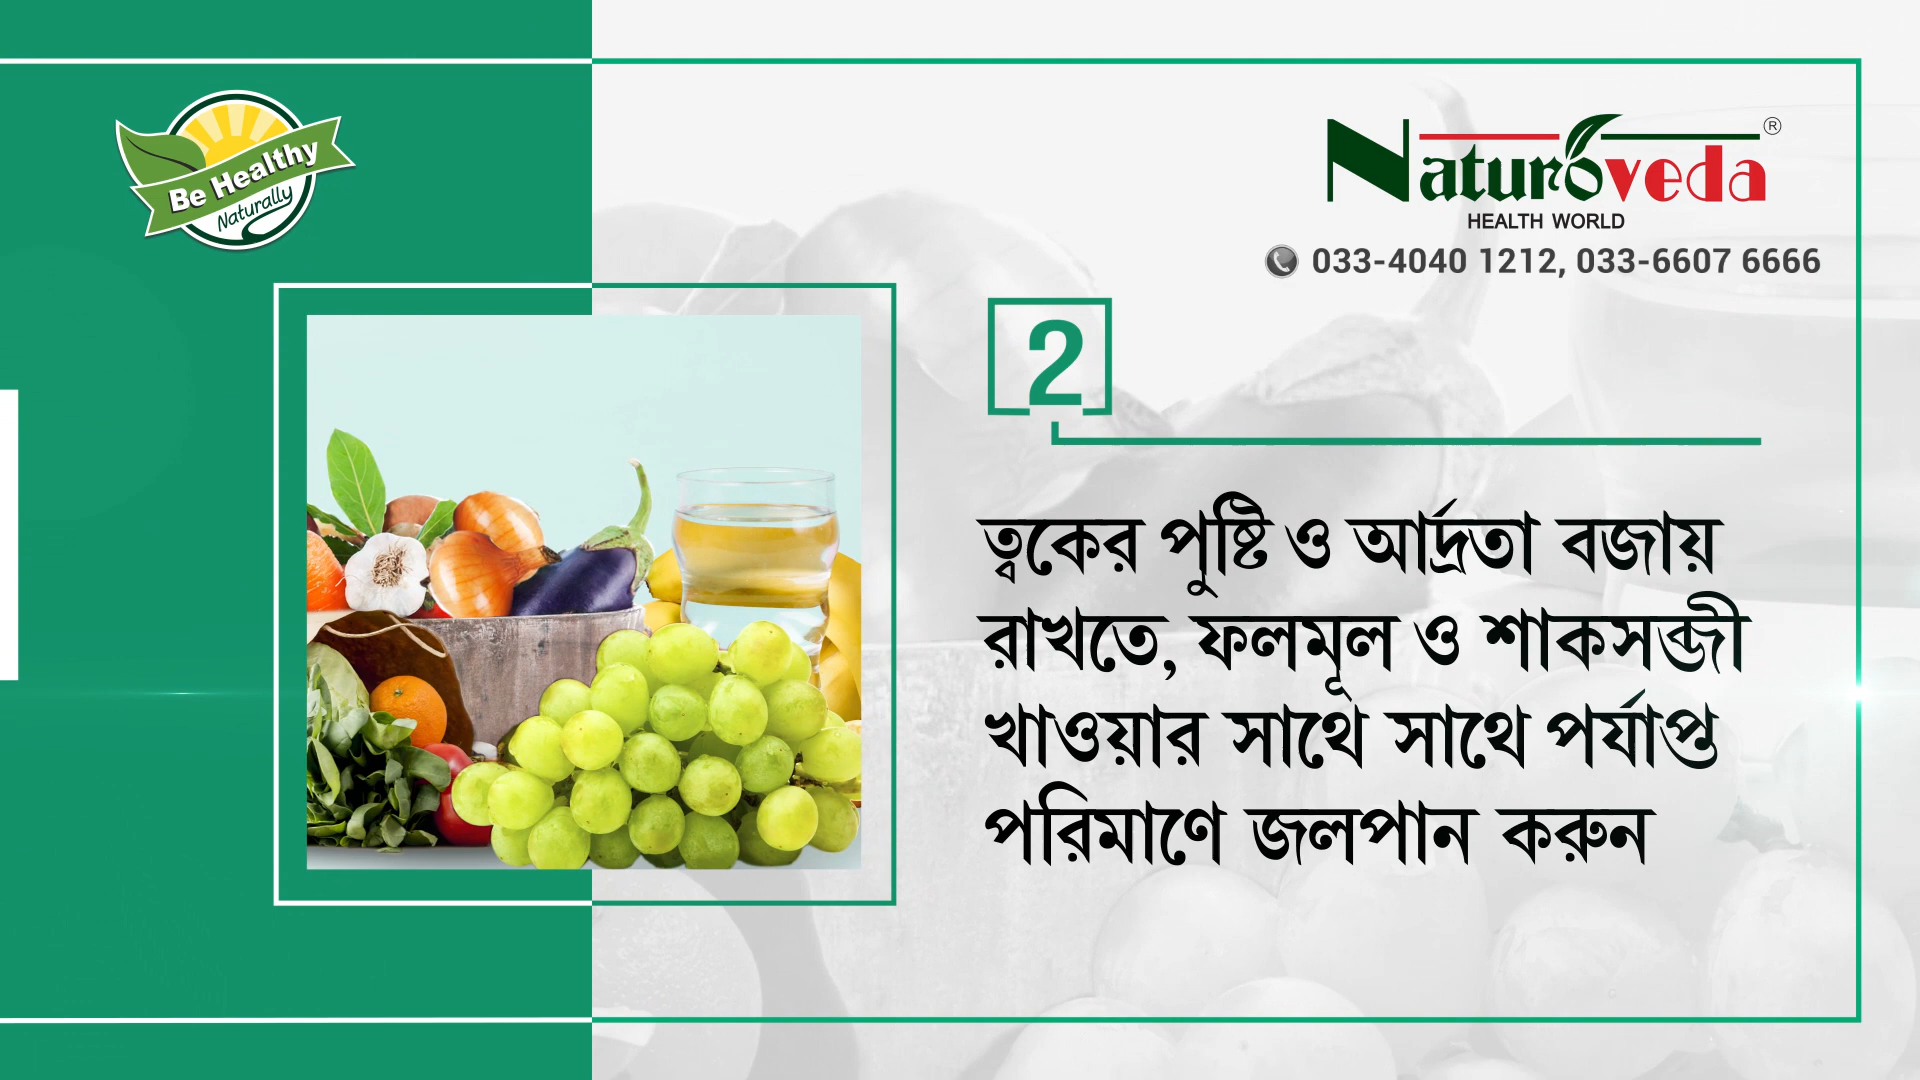 Be Healthy
Naturally
Naturoveda®
HEALTH WORLD
033-4040 1212, 033-6607 6666
2
ত্বকের পুষ্টি ও আর্দ্রতা বজায়
রাখতে, ফলমূল ও শাকসব্জী
খাওয়ার সাথে সাথে পর্যাপ্ত
পরিমাণে জলপান করুন